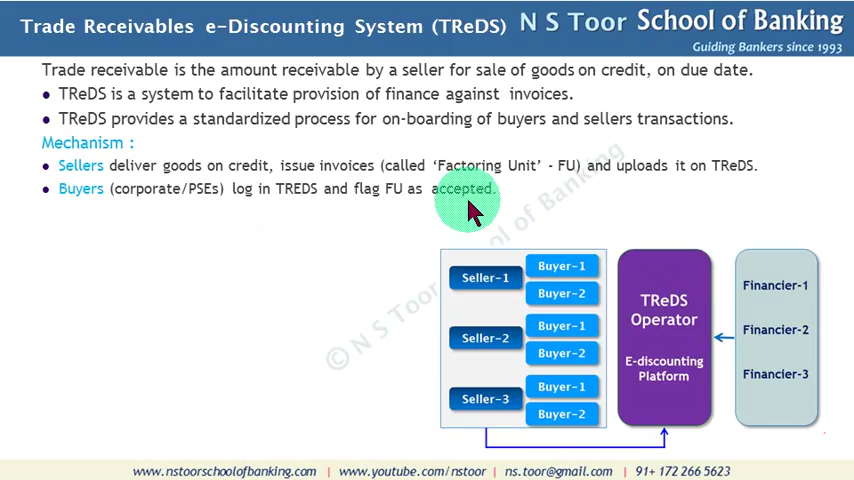 Trade Receivables e-Discounting System (TReDS) N S Toor School of Banking
Guiding Bankers since 1993
Trade receivable is the amount receivable by a seller for sale of goods on credit, on due date.
● TReDS is a system to facilitate provision of finance against invoices.
● TReDS provides a standardized process for on-boarding of buyers and sellers transactions.
Mechanism :
● Sellers deliver goods on credit, issue invoices (called ‘Factoring Unit’ - FU) and uploads it on TReDS.
● Buyers (corporate/PSEs) log in TREDS and flag FU as accepted.
© N S Toor School of Banking
Seller-1
Buyer-1
Buyer-2
Seller-2
Buyer-1
Buyer-2
Seller-3
Buyer-1
Buyer-2
TReDS
Operator
E-discounting
Platform
Financier-1
Financier-2
Financier-3
www.nstoorschoolofbanking.com | www.youtube.com/nstoor | ns.toor@gmail.com | 91+ 172 266 5623